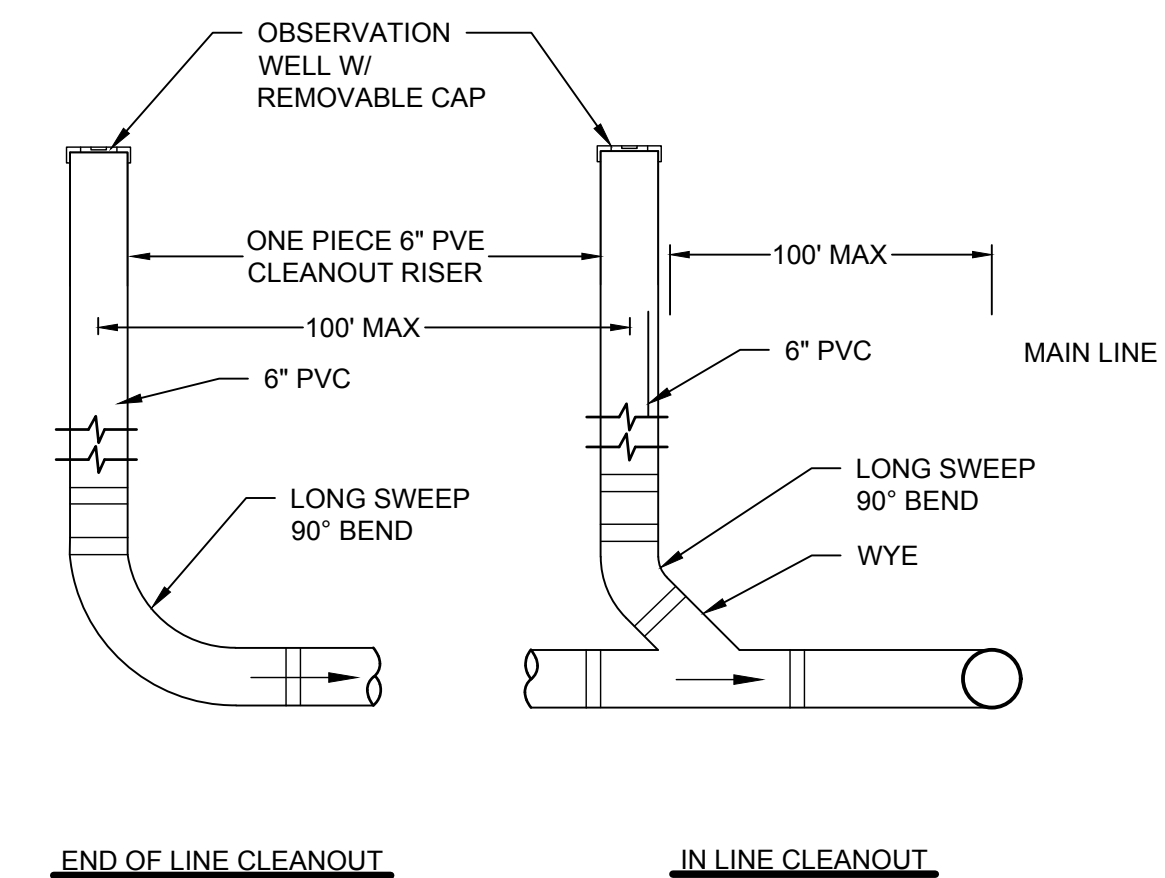 OBSERVATION
WELL W/
REMOVABLE CAP
ONE PIECE 6" PVE
CLEANOUT RISER
100' MAX
100' MAX
6" PVC
MAIN LINE
6" PVC
LONG SWEEP
90° BEND
LONG SWEEP
90° BEND
WYE
END OF LINE CLEANOUT
IN LINE CLEANOUT